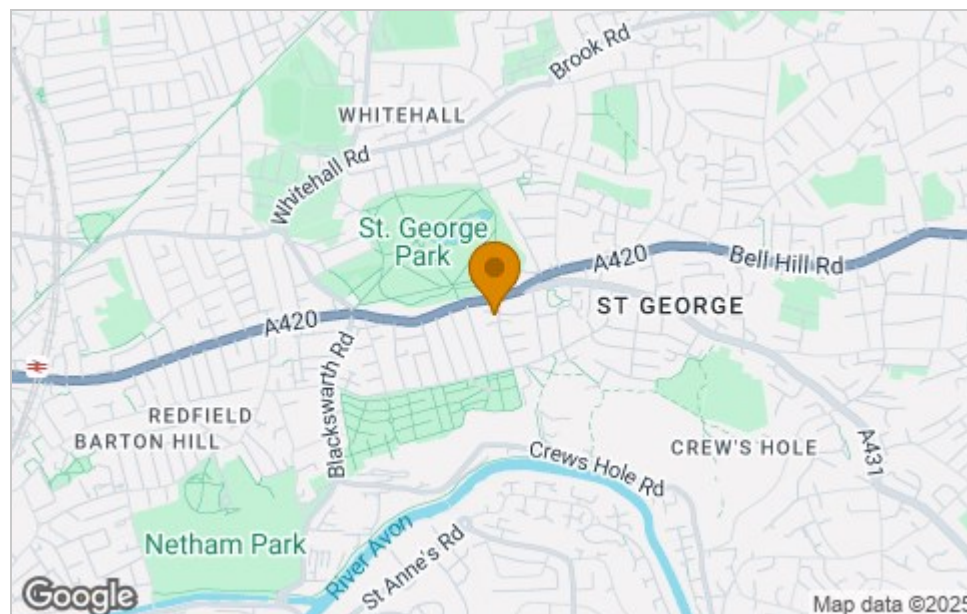 Brook Rd
WHITEHALL
Whitehall Rd
St. George
Park
A420
Bell Hill Rd
ST GEORGE
A420
Blackswarth Rd
REDFIELD
BARTON HILL
CREW'S HOLE
A431
Crews Hole Rd
Netham Park
River Avon
St Anne's Rd
Google
Map data ©2025